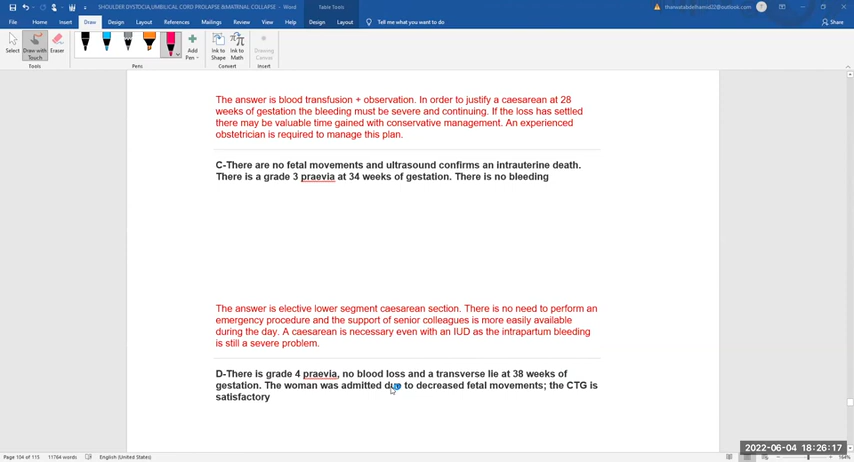 SHOULDER DYSTOCIA,UMBILICAL CORD PROLAPSE &MATERNAL COLLAPSE - Word
Table Tools
tharwatabdelhamid22@outlook.com
File Home Insert Draw Design Layout References Mailings Review View Help Design Layout Tell me what you want to do Share
Select Draw with Touch Eraser Add Pen Ink to Shape Ink to Math Drawing Canvas
Tools Pens Convert Insert
The answer is blood transfusion + observation. In order to justify a caesarean at 28
weeks of gestation the bleeding must be severe and continuing. If the loss has settled
there may be valuable time gained with conservative management. An experienced
obstetrician is required to manage this plan.
C-There are no fetal movements and ultrasound confirms an intrauterine death.
There is a grade 3 praevia at 34 weeks of gestation. There is no bleeding
The answer is elective lower segment caesarean section. There is no need to perform an
emergency procedure and the support of senior colleagues is more easily available
during the day. A caesarean is necessary even with an IUD as the intrapartum bleeding
is still a severe problem.
D-There is grade 4 praevia, no blood loss and a transverse lie at 38 weeks of
gestation. The woman was admitted due to decreased fetal movements; the CTG is
satisfactory
2022-06-04 18:26:17
Page 104 of 115 11764 words English (United States) 164%